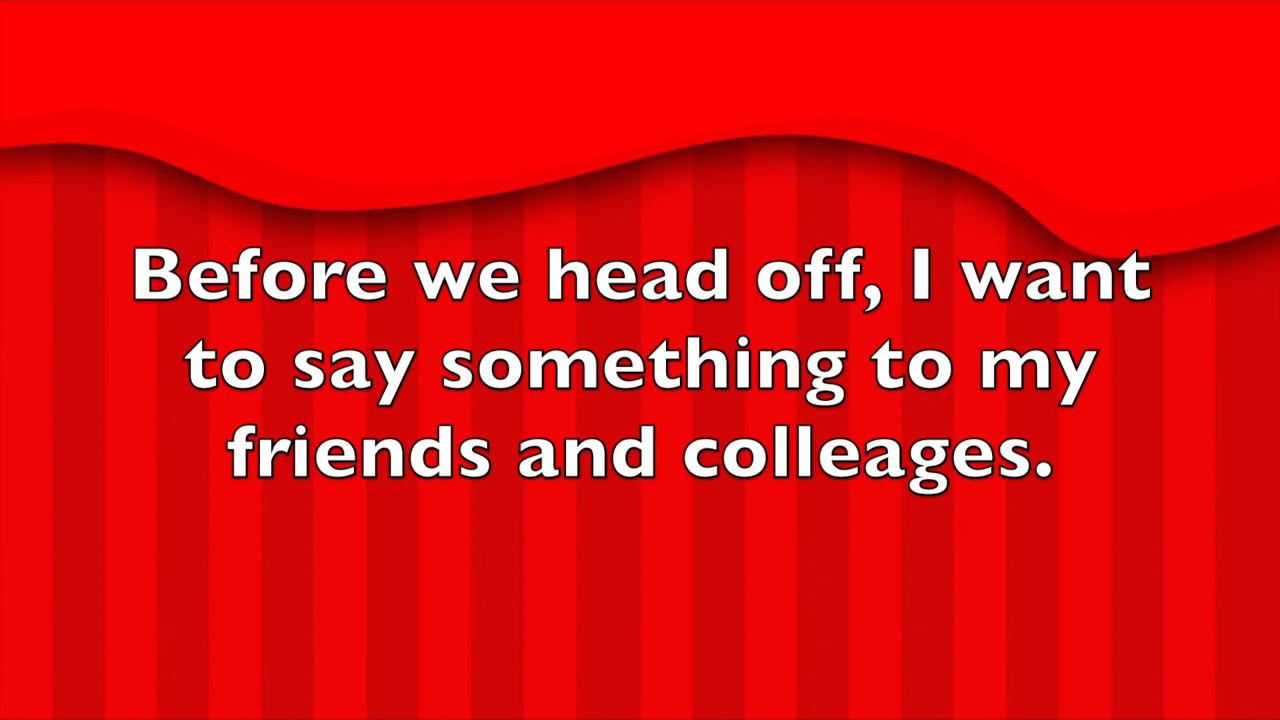 Before we head off, I want
to say something to my
friends and colleages.